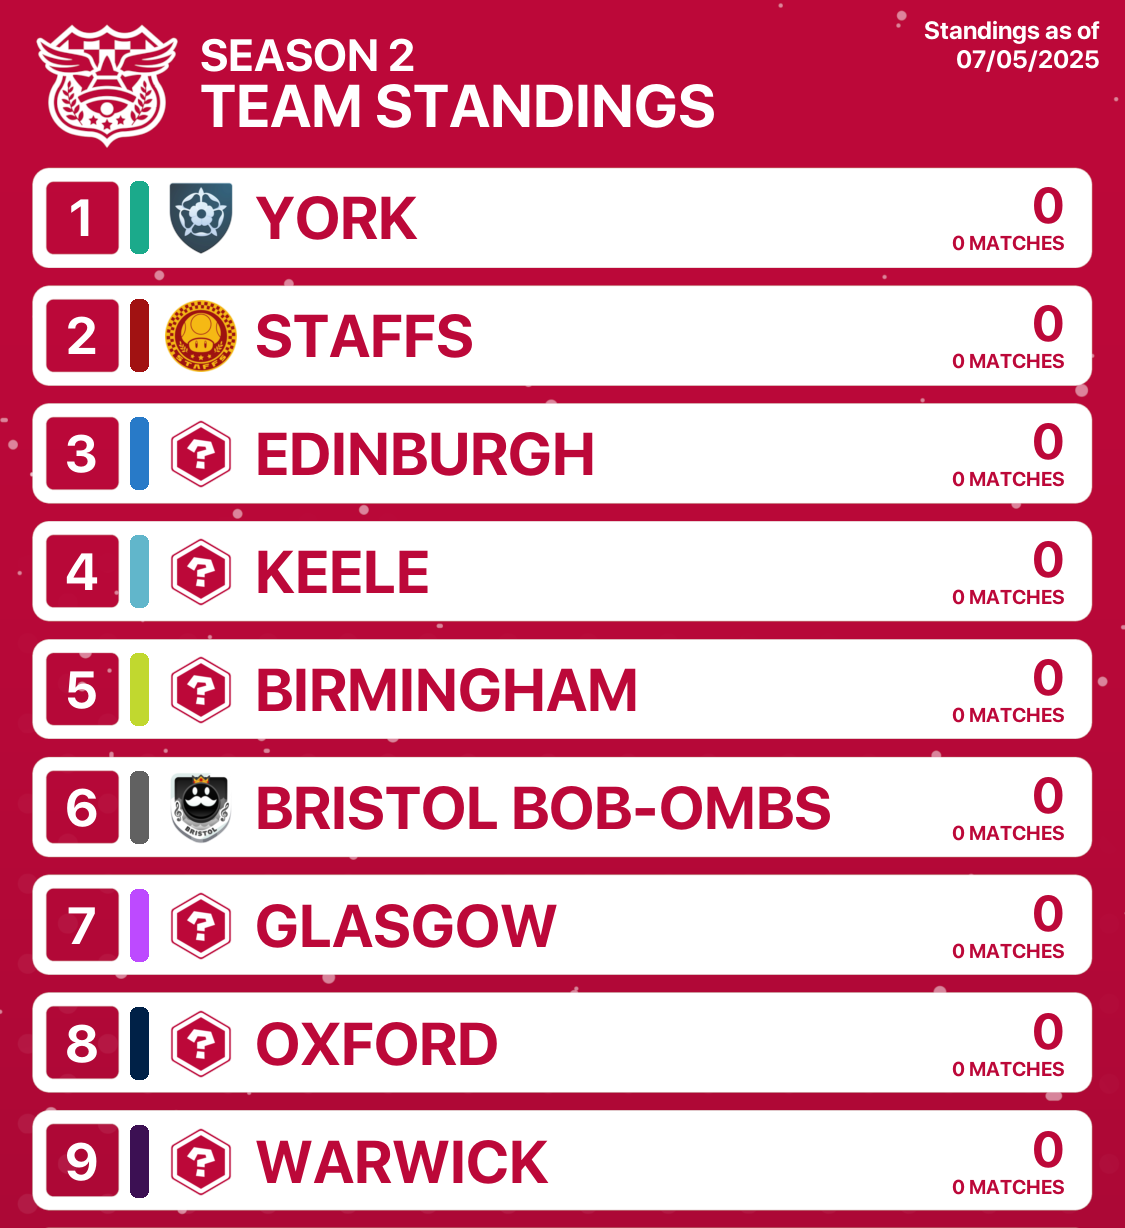 SEASON 2
TEAM STANDINGS
Standings as of
07/05/2025
1 YORK 0
0 MATCHES
2 STAFFS 0
0 MATCHES
STAFFS
3 ? EDINBURGH 0
0 MATCHES
4 ? KEELE 0
0 MATCHES
5 ? BIRMINGHAM 0
0 MATCHES
6 BRISTOL BOB-OMBS 0
0 MATCHES
BRISTOL
7 ? GLASGOW 0
0 MATCHES
8 ? OXFORD 0
0 MATCHES
9 ? WARWICK 0
0 MATCHES